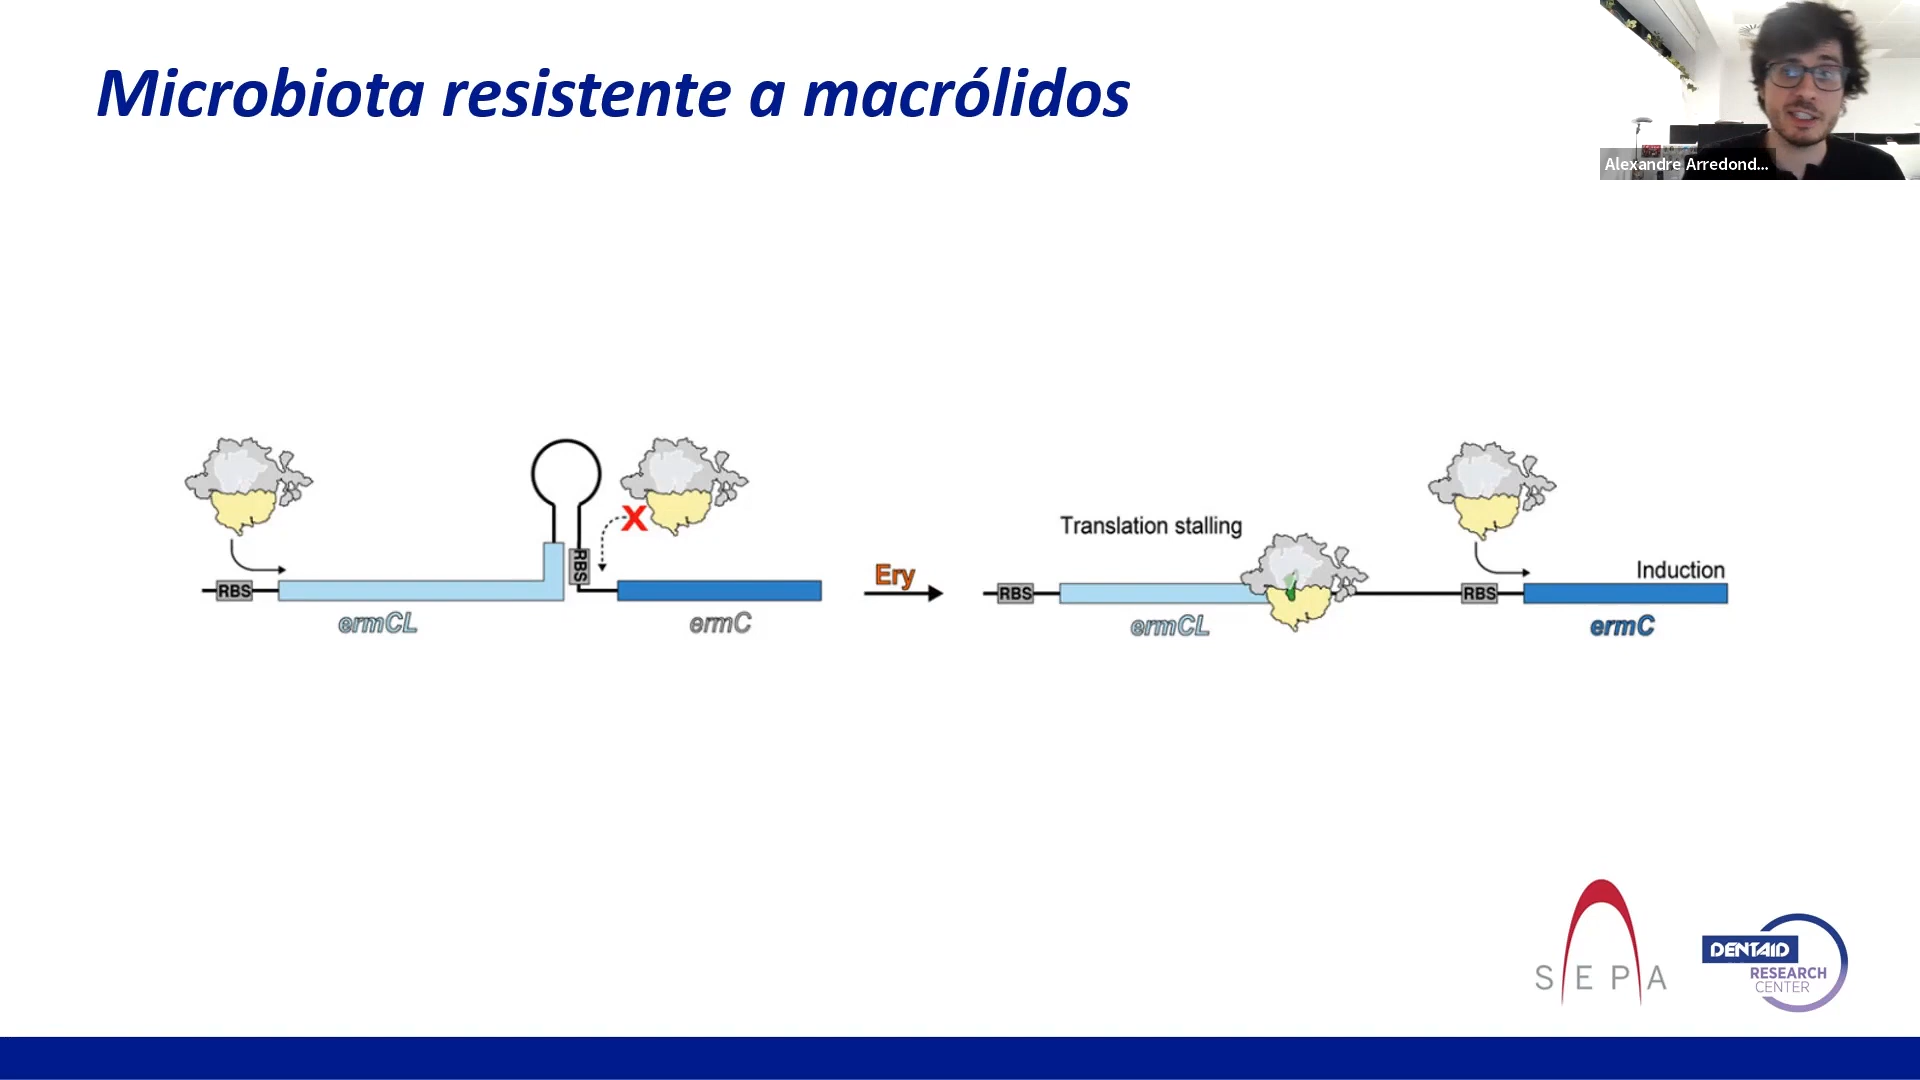 Microbiota resistente a macrólidos
Alexandre Arredond...
RBS
ermCL
RBS
X
ermC
Ery
Translation stalling
RBS
ermCL
RBS
Induction
ermC
SEPA
DENTAID
RESEARCH
CENTER